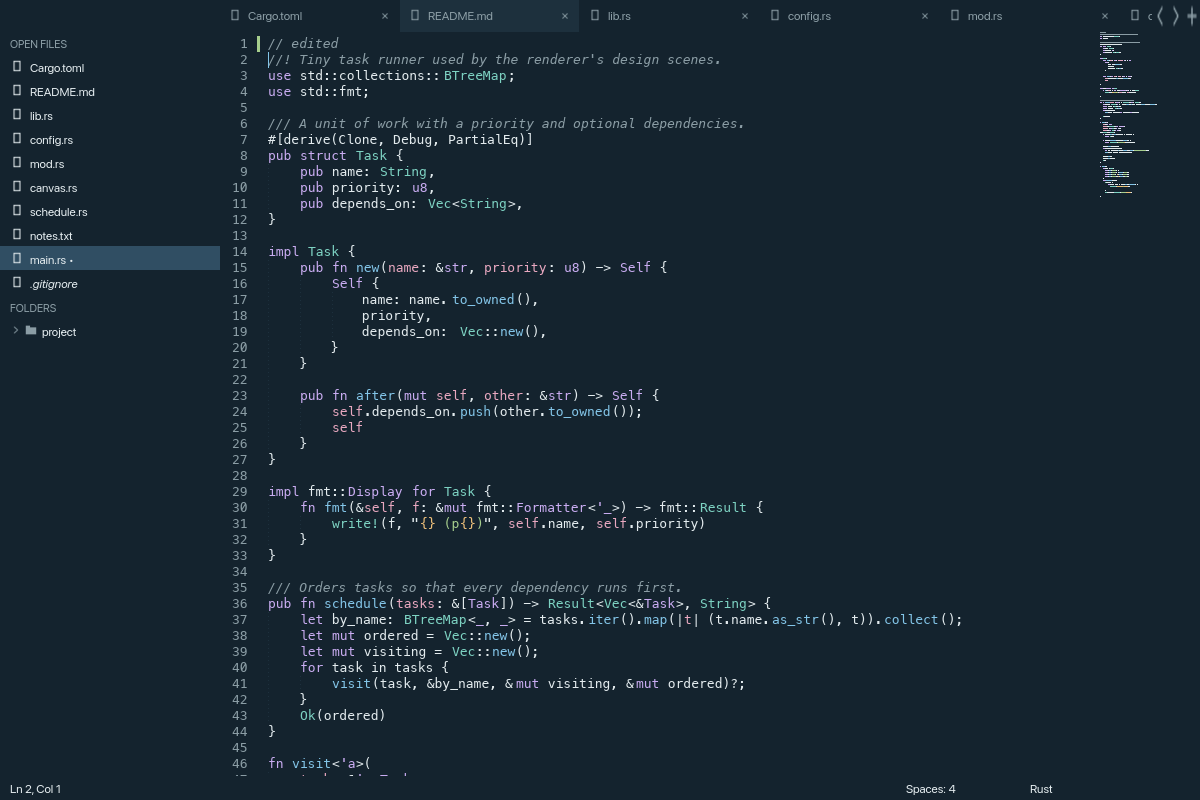 Cargo.toml × README.md × lib.rs × config.rs × mod.rs ×
OPEN FILES
Cargo.toml
README.md
lib.rs
config.rs
mod.rs
canvas.rs
schedule.rs
notes.txt
main.rs •
.gitignore
FOLDERS
project
1 // edited
2 //! Tiny task runner used by the renderer's design scenes.
3 use std::collections::BTreeMap;
4 use std::fmt;
5
6 /// A unit of work with a priority and optional dependencies.
7 #[derive(Clone, Debug, PartialEq)]
8 pub struct Task {
9     pub name: String,
10     pub priority: u8,
11     pub depends_on: Vec<String>,
12 }
13
14 impl Task {
15     pub fn new(name: &str, priority: u8) -> Self {
16         Self {
17             name: name.to_owned(),
18             priority,
19             depends_on: Vec::new(),
20         }
21     }
22
23     pub fn after(mut self, other: &str) -> Self {
24         self.depends_on.push(other.to_owned());
25         self
26     }
27 }
28
29 impl fmt::Display for Task {
30     fn fmt(&self, f: &mut fmt::Formatter<'_>) -> fmt::Result {
31         write!(f, "{} (p{})", self.name, self.priority)
32     }
33 }
34
35 /// Orders tasks so that every dependency runs first.
36 pub fn schedule(tasks: &[Task]) -> Result<Vec<&Task>, String> {
37     let by_name: BTreeMap<_, _> = tasks.iter().map(|t| (t.name.as_str(), t)).collect();
38     let mut ordered = Vec::new();
39     let mut visiting = Vec::new();
40     for task in tasks {
41         visit(task, &by_name, &mut visiting, &mut ordered)?;
42     }
43     Ok(ordered)
44 }
45
46 fn visit<'a>(
Ln 2, Col 1 Spaces: 4 Rust